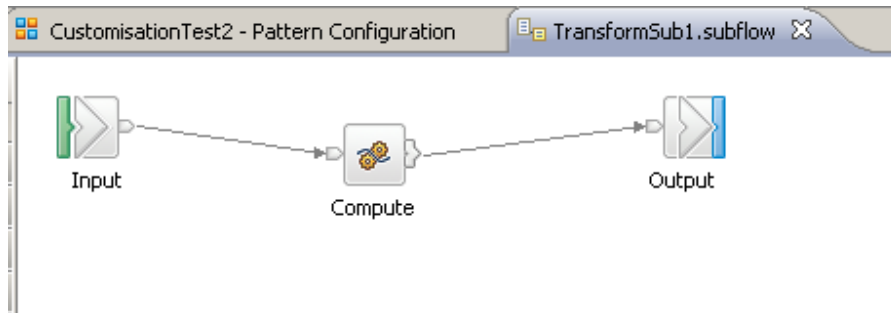 CustomisationTest2 - Pattern Configuration
TransformSub1.subflow
Input
Compute
Output